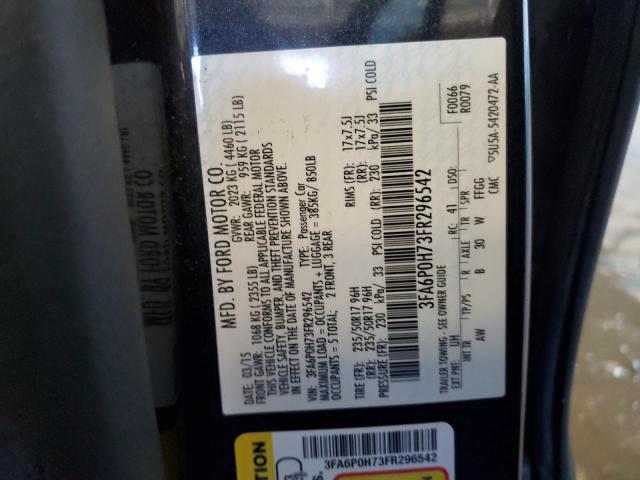 MFD. BY FORD MOTOR CO.
DATE: 03/15 GVWR: 2023 KG ( 4460 LB)
FRONT GAWR: 1068 KG ( 2355 LB) REAR GAWR: 959 KG ( 2115 LB)
VEHICLE CONFORMS TO ALL APPLICABLE FEDERAL MOTOR
VEHICLE SAFETY, BUMPER, AND THEFT PREVENTION STANDARDS
IN EFFECT ON THE DATE OF MANUFACTURE SHOWN ABOVE.
VIN: 3FA6P0H73FR296542 TYPE: Passenger Car
MAXIMUM LOAD = OCCUPANTS + LUGGAGE = 385KG/ 850LB
OCCUPANTS = 5 TOTAL; 2 FRONT, 3 REAR
TIRE (FR): 235/50R17 96H RIMS (FR): 17x7.5J
(RR): 235/50R17 96H (RR): 17x7.5J
PRESSURE (FR): 230 kPa/ 33 PSI COLD (RR): 230 kPa/ 33 PSI COLD
3FA6P0H73FR296542
TRAILER TOWING - SEE OWNER GUIDE
F0066
R0079
EXT PNT: UH RC: 41 DSO:
INT TR TP/PS R AXLE TR SPR
AW B 30 W FFGG
CMC 5U5A-5420472-AA
3FA6P0H73FR296542